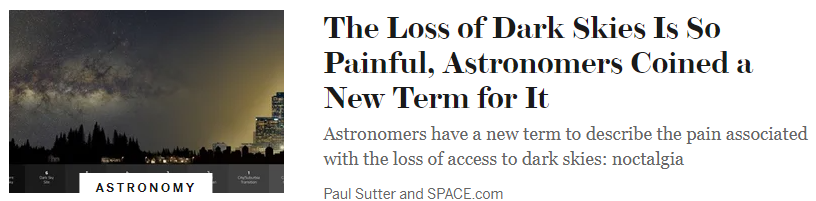 The Loss of Dark Skies Is So
Painful, Astronomers Coined a
New Term for It
Astronomers have a new term to describe the pain associated
with the loss of access to dark skies: noctalgia
Paul Sutter and SPACE.com
ASTRONOMY